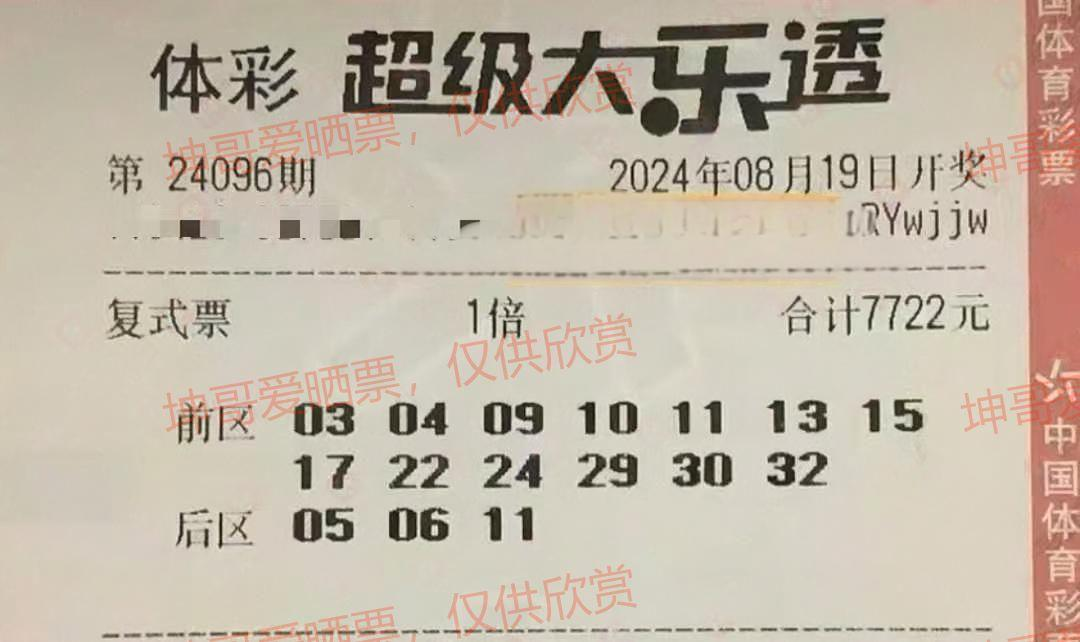 体彩 超级大乐透
第 24096期 2024年08月19日开奖
RYwjjw
复式票 1倍 合计7722元
前区 03 04 09 10 11 13 15
17 22 24 29 30 32
后区 05 06 11
坤哥爱晒票，仅供欣赏
坤哥爱晒票，仅供欣赏
坤哥爱晒票，仅供欣赏
坤哥
坤哥
国体育彩票
中国体育彩